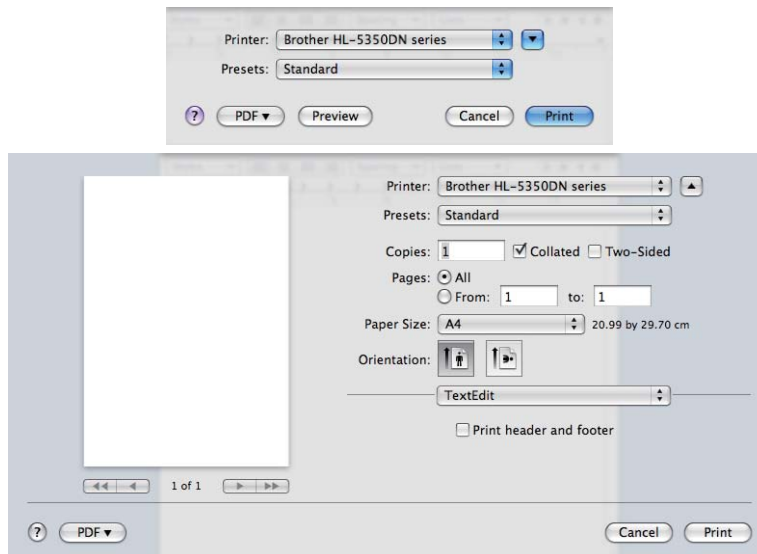 Printer: Brother HL-5350DN series
Presets: Standard
? PDF Preview Cancel Print
Printer: Brother HL-5350DN series
Presets: Standard
Copies: 1 Collated Two-Sided
Pages: All
From: 1 to: 1
Paper Size: A4 20.99 by 29.70 cm
Orientation:
TextEdit
Print header and footer
1 of 1
? PDF Cancel Print